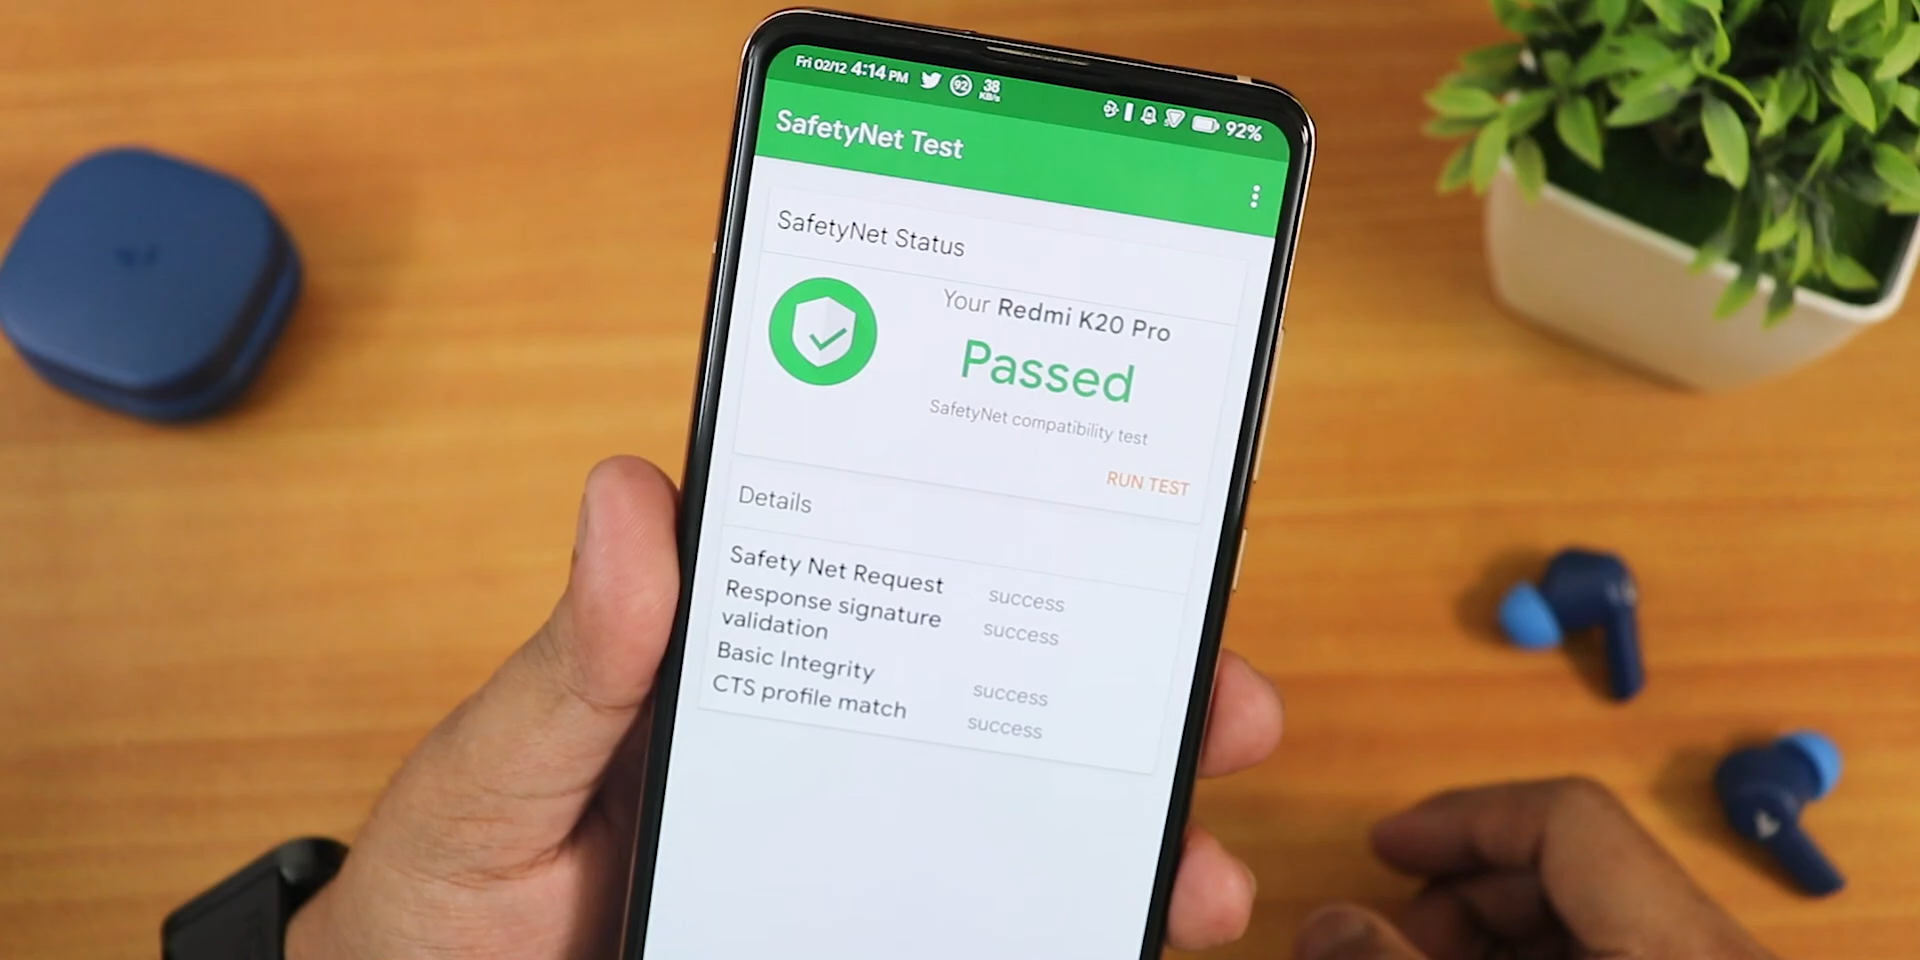 Fri 02/12 4:14 PM 92 38 KB/s 92%
SafetyNet Test
SafetyNet Status
Your Redmi K20 Pro
Passed
SafetyNet compatibility test
RUN TEST
Details
Safety Net Request success
Response signature
validation success
Basic Integrity success
CTS profile match success